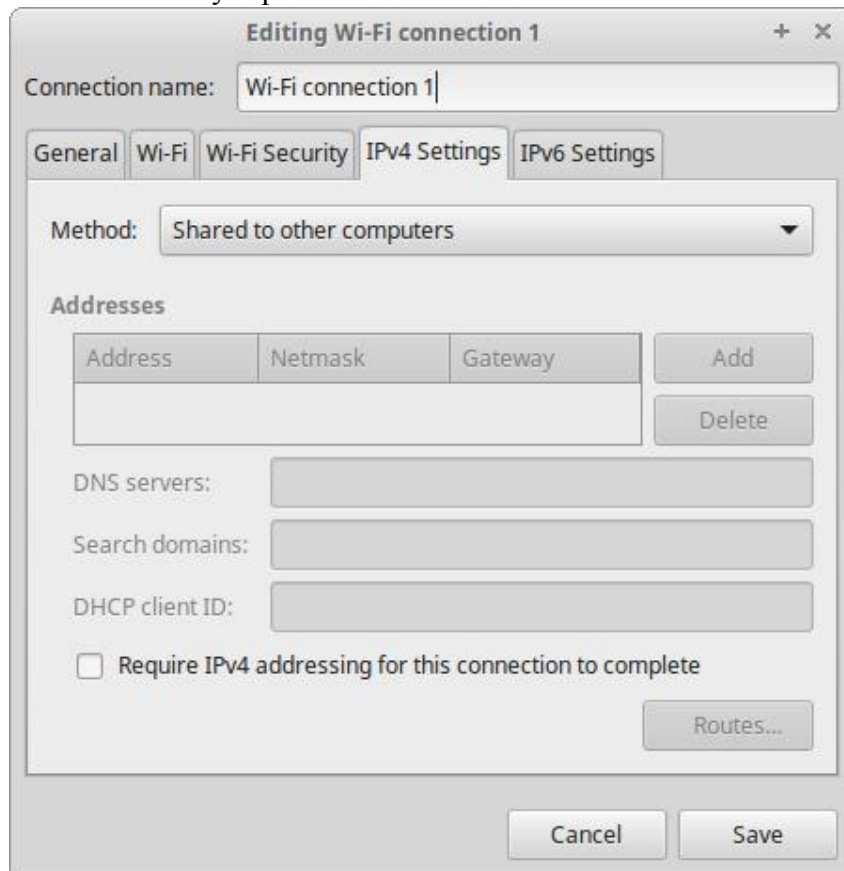 Editing Wi-Fi connection 1
Connection name: Wi-Fi connection 1
General Wi-Fi Wi-Fi Security IPv4 Settings IPv6 Settings
Method: Shared to other computers
Addresses
Address Netmask Gateway Add
Delete
DNS servers:
Search domains:
DHCP client ID:
Require IPv4 addressing for this connection to complete
Routes...
Cancel Save